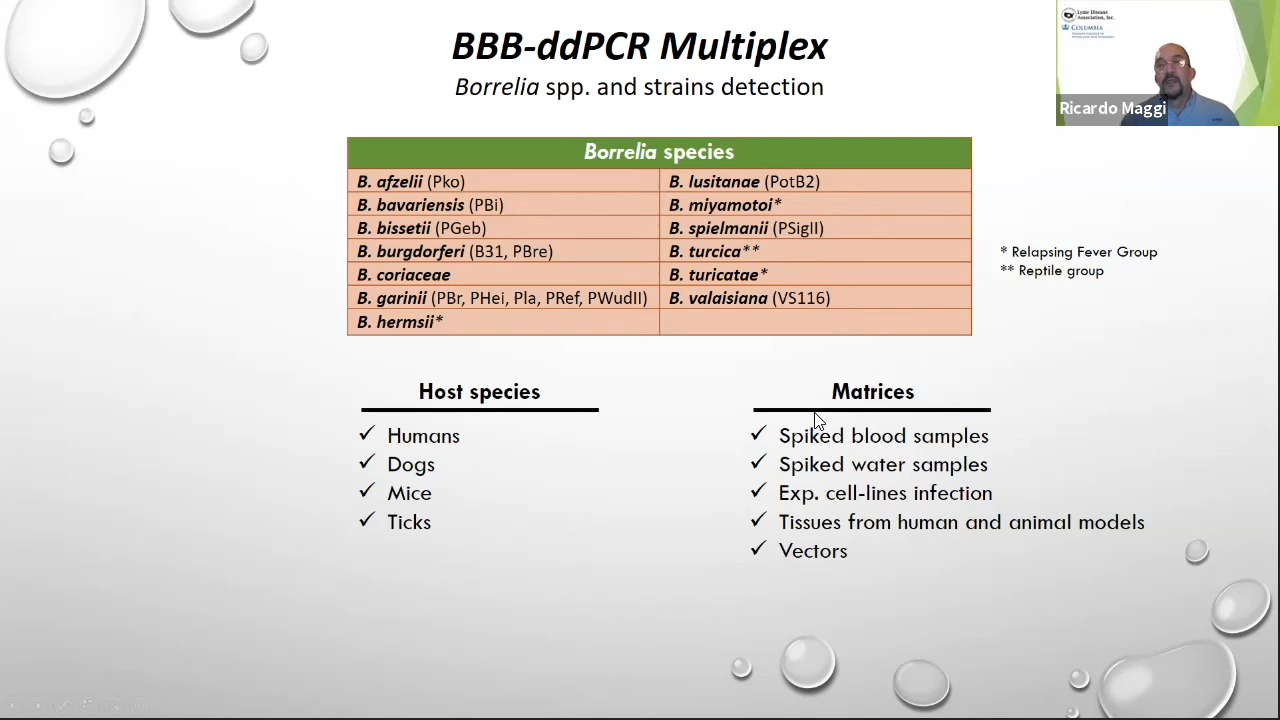 BBB-ddPCR Multiplex
Borrelia spp. and strains detection
Lyme Disease
Association, Inc.
COLUMBIA
Ricardo Maggi
Borrelia species
B. afzelii (Pko)
B. lusitanae (PotB2)
B. bavariensis (PBi)
B. miyamotoi*
B. bissetii (PGeb)
B. spielmanii (PSigII)
B. burgdorferi (B31, PBre)
B. turcica**
B. coriaceae
B. turicatae*
B. garinii (PBr, PHei, Pla, PRef, PWudII)
B. valaisiana (VS116)
B. hermsii*
* Relapsing Fever Group
** Reptile group
Host species
✓ Humans
✓ Dogs
✓ Mice
✓ Ticks
Matrices
✓ Spiked blood samples
✓ Spiked water samples
✓ Exp. cell-lines infection
✓ Tissues from human and animal models
✓ Vectors